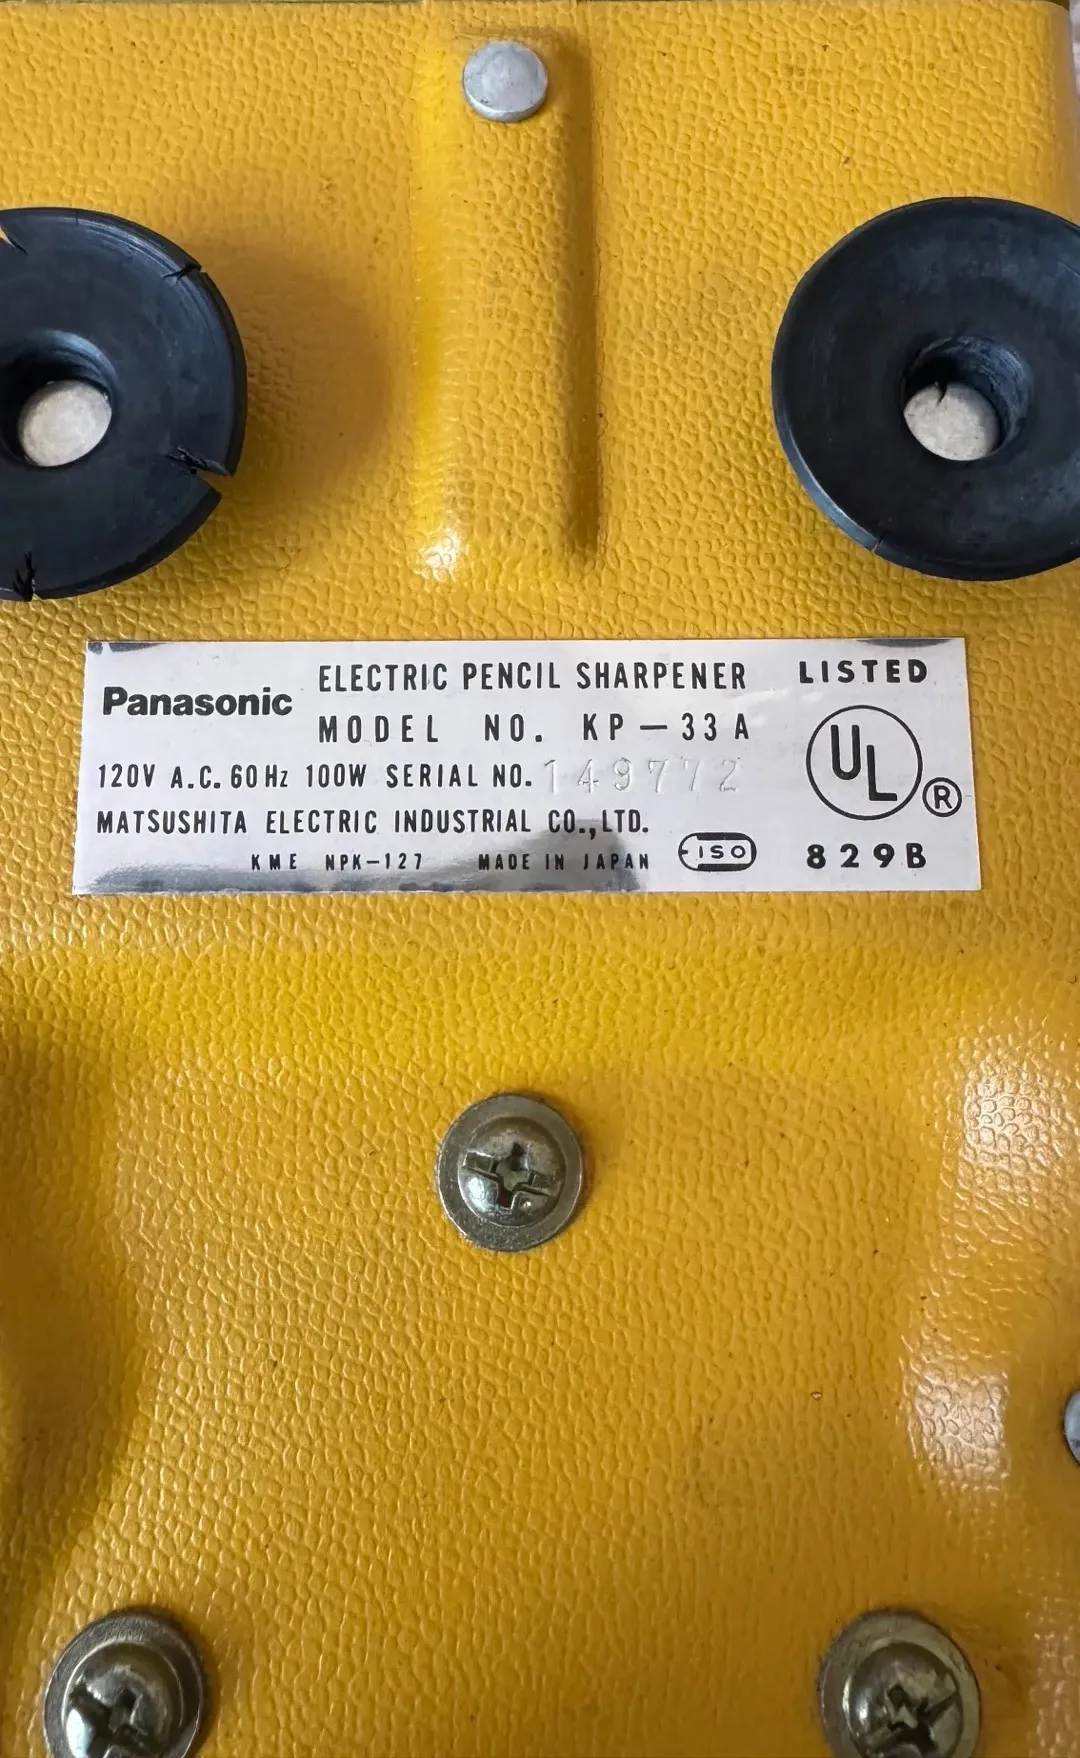 Panasonic ELECTRIC PENCIL SHARPENER
MODEL NO. KP-33A
120V A.C. 60Hz 100W SERIAL NO. 149772
MATSUSHITA ELECTRIC INDUSTRIAL CO.,LTD.
KME NPK-127 MADE IN JAPAN ISO
LISTED
UL ®
829B